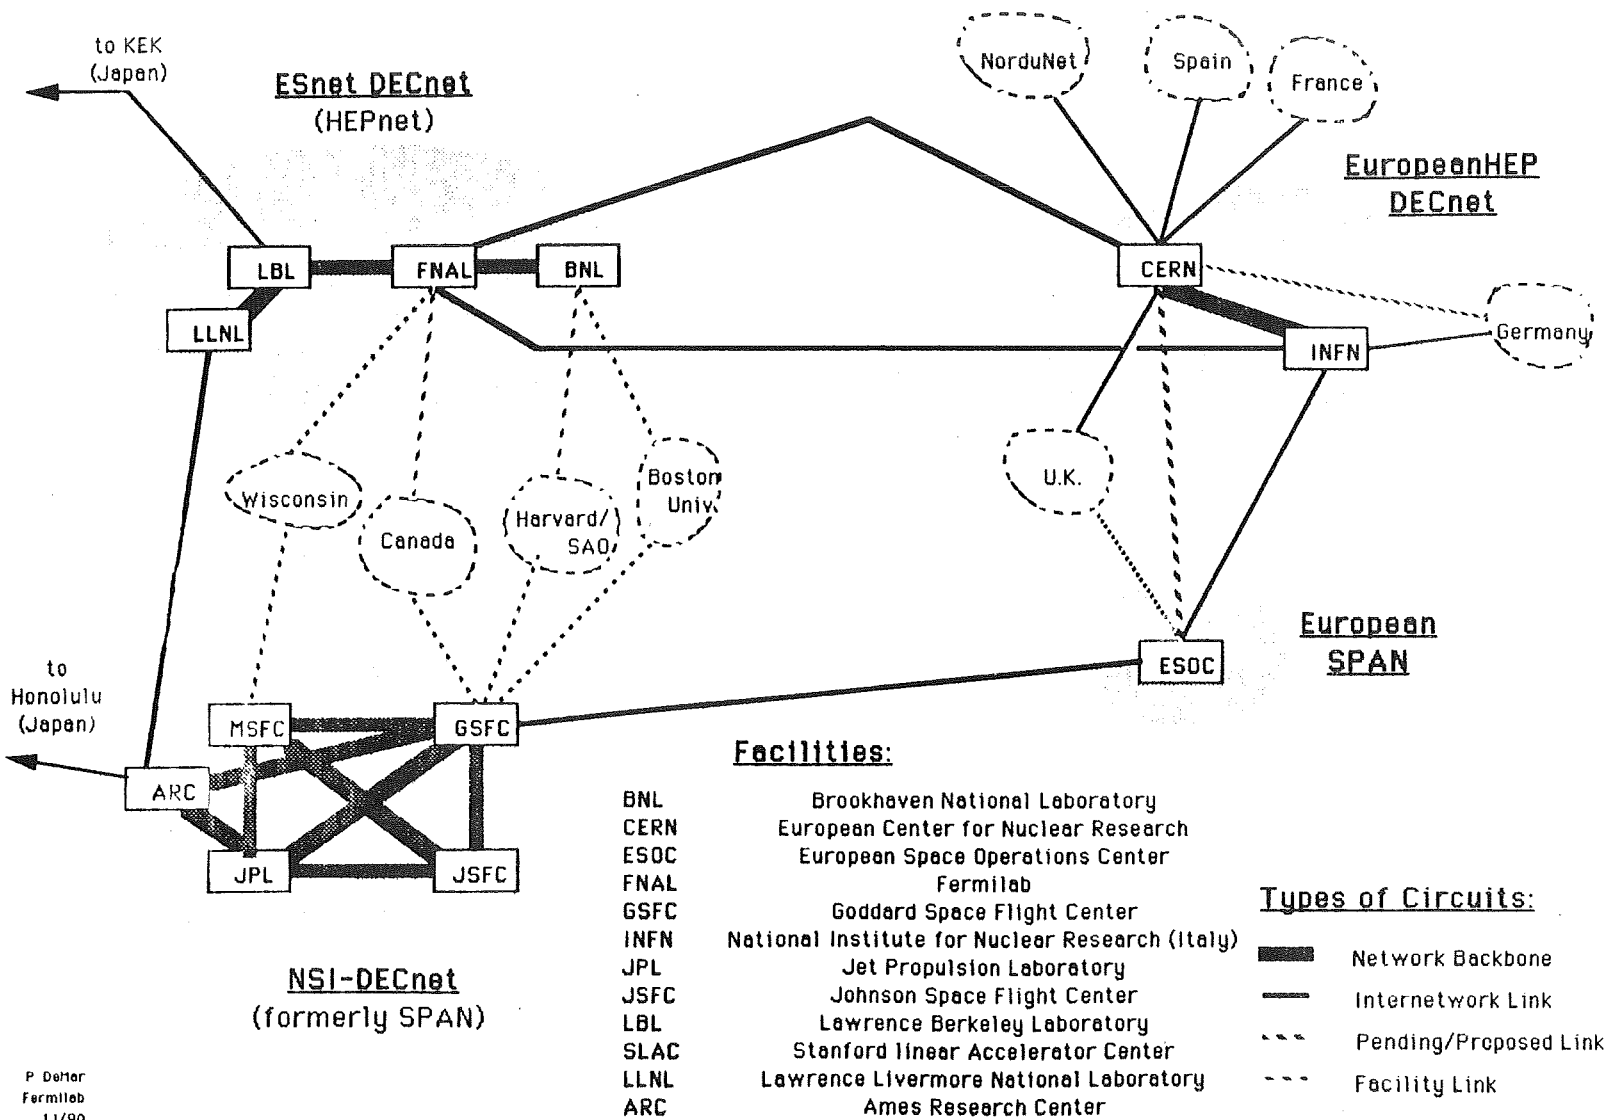 to KEK
(Japan)
ESnet DECnet
(HEPnet)
NorduNet
Spain
France
EuropeanHEP
DECnet
LBL
FNAL
BNL
CERN
LLNL
INFN
Germany
Wisconsin
Canada
Harvard/
SAO
Boston
Univ.
U.K.
European
SPAN
ESOC
to
Honolulu
(Japan)
MSFC
GSFC
ARC
JPL
JSFC
NSI-DECnet
(formerly SPAN)
Facilities:
BNL Brookhaven National Laboratory
CERN European Center for Nuclear Research
ESOC European Space Operations Center
FNAL Fermilab
GSFC Goddard Space Flight Center
INFN National Institute for Nuclear Research (Italy)
JPL Jet Propulsion Laboratory
JSFC Johnson Space Flight Center
LBL Lawrence Berkeley Laboratory
SLAC Stanford linear Accelerator Center
LLNL Lawrence Livermore National Laboratory
ARC Ames Research Center
Types of Circuits:
Network Backbone
Internetwork Link
Pending/Proposed Link
Facility Link
P DeMar
Fermilab
11/90